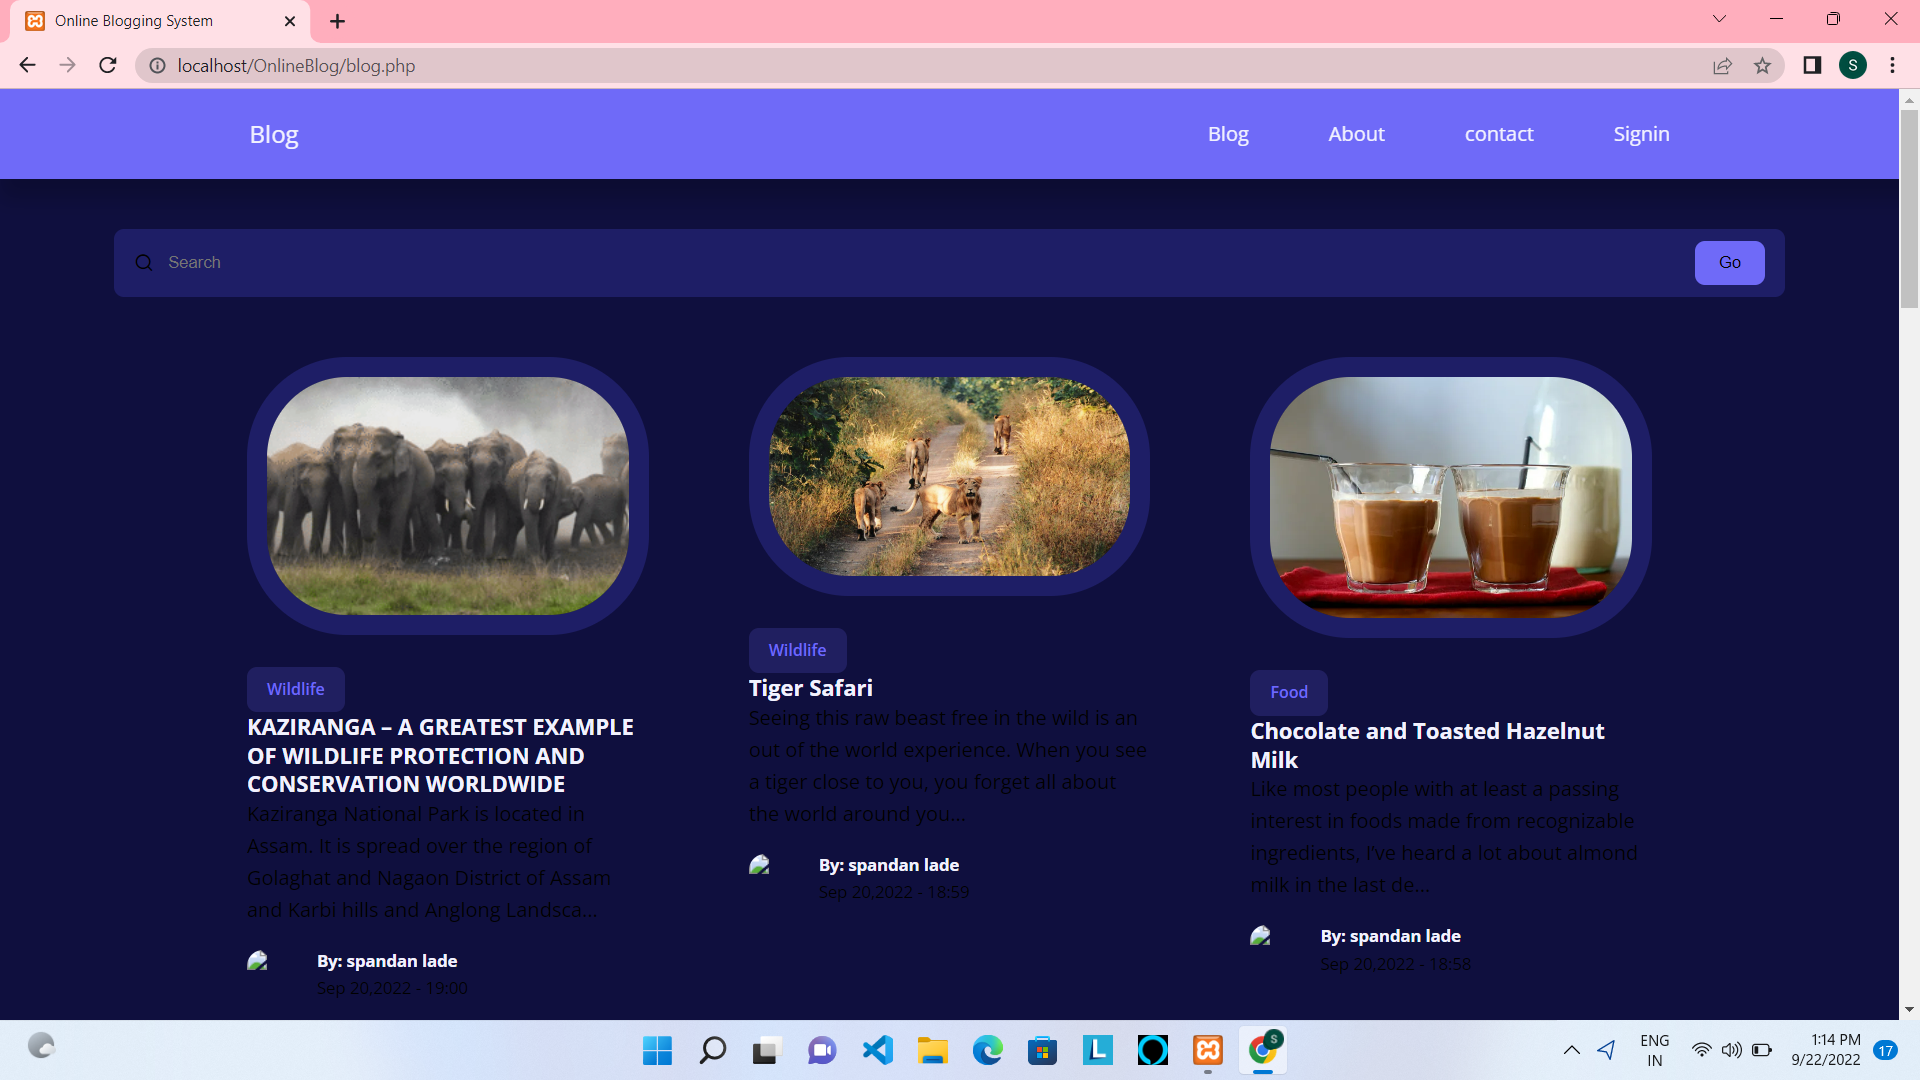 Online Blogging System
localhost/OnlineBlog/blog.php
S
Blog
Blog About contact Signin
Search
Go
Wildlife
KAZIRANGA – A GREATEST EXAMPLE
OF WILDLIFE PROTECTION AND
CONSERVATION WORLDWIDE
Kaziranga National Park is located in
Assam. It is spread over the region of
Golaghat and Nagaon District of Assam
and Karbi hills and Anglong Landsca...
By: spandan lade
Sep 20,2022 - 19:00
Wildlife
Tiger Safari
Seeing this raw beast free in the wild is an
out of the world experience. When you see
a tiger close to you, you forget all about
the world around you...
By: spandan lade
Sep 20,2022 - 18:59
Food
Chocolate and Toasted Hazelnut
Milk
Like most people with at least a passing
interest in foods made from recognizable
ingredients, I've heard a lot about almond
milk in the last de...
By: spandan lade
Sep 20,2022 - 18:58
L
S
ENG
IN
1:14 PM
9/22/2022
17